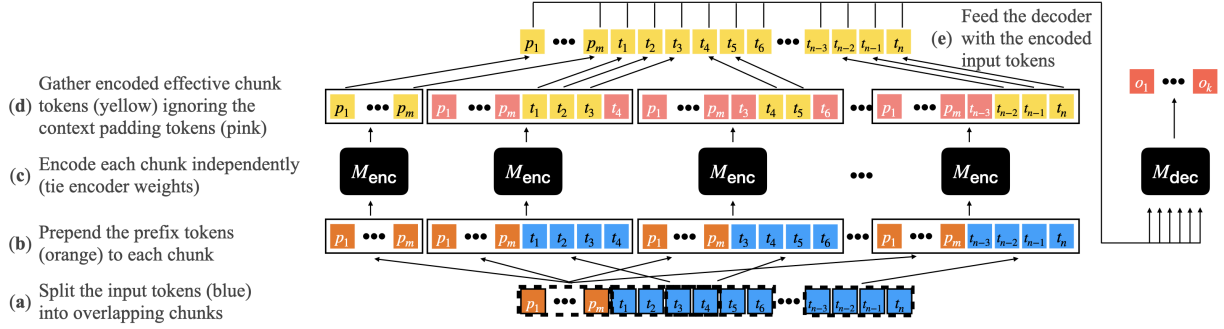 p1 ••• pm t1 t2 t3 t4 t5 t6 ••• tn−3 tn−2 tn−1 tn
(e) Feed the decoder
with the encoded
input tokens
Gather encoded effective chunk
(d) tokens (yellow) ignoring the
context padding tokens (pink)
p1 ••• pm
p1 ••• pm t1 t2 t3 t4
p1 ••• pm t3 t4 t5 t6
•••
p1 ••• pm tn−3 tn−2 tn−1 tn
o1 ••• ok
(c) Encode each chunk independently
(tie encoder weights)
Menc
Menc
Menc
•••
Menc
Mdec
(b) Prepend the prefix tokens
(orange) to each chunk
p1 ••• pm
p1 ••• pm t1 t2 t3 t4
p1 ••• pm t3 t4 t5 t6
•••
p1 ••• pm tn−3 tn−2 tn−1 tn
(a) Split the input tokens (blue)
into overlapping chunks
p1 ••• pm t1 t2 t3 t4 t5 t6 ••• tn−3 tn−2 tn−1 tn